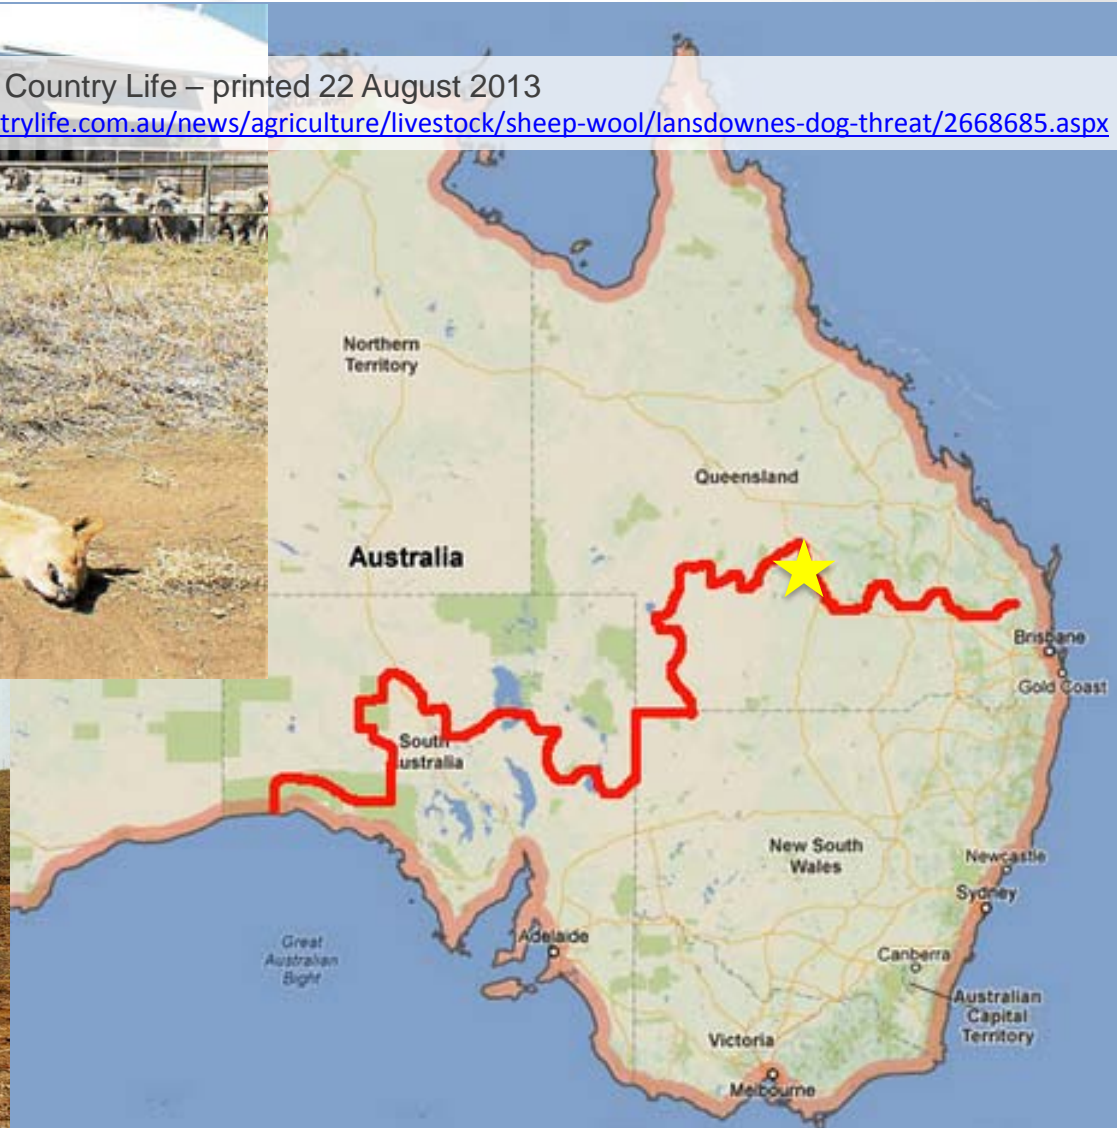 Country Life – printed 22 August 2013
trylife.com.au/news/agriculture/livestock/sheep-wool/lansdownes-dog-threat/2668685.aspx
Northern
Territory
Queensland
Australia
Brisbane
Gold Coast
South
ustralia
New South
Wales
Newcastle
Sydney
Great
Australian
Bight
Adelaide
Canberra
Australian
Capital
Territory
Victoria
Melbourne